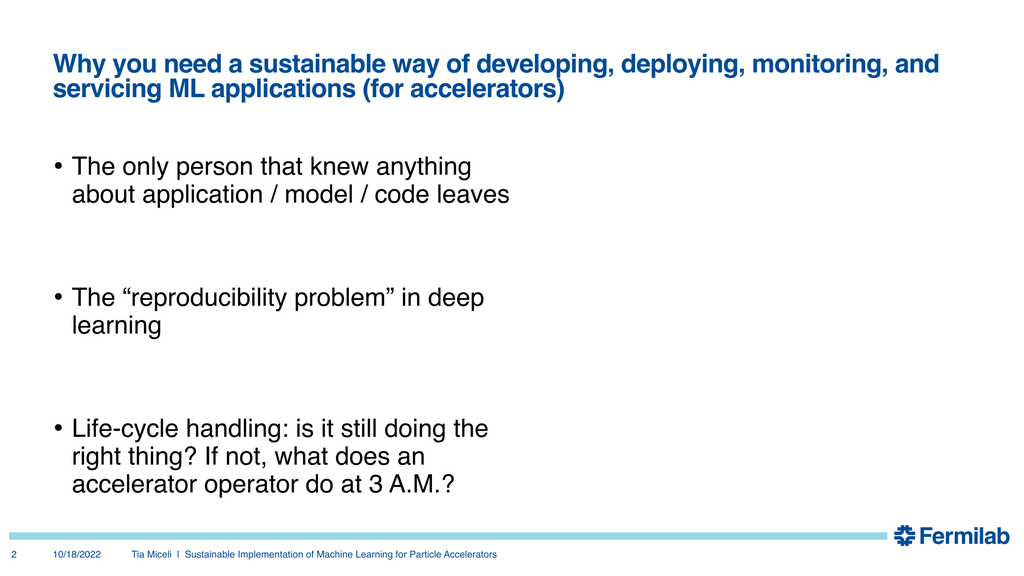 Why you need a sustainable way of developing, deploying, monitoring, and
servicing ML applications (for accelerators)
• The only person that knew anything
about application / model / code leaves
• The “reproducibility problem” in deep
learning
• Life-cycle handling: is it still doing the
right thing? If not, what does an
accelerator operator do at 3 A.M.?
Fermilab
2 10/18/2022 Tia Miceli | Sustainable Implementation of Machine Learning for Particle Accelerators